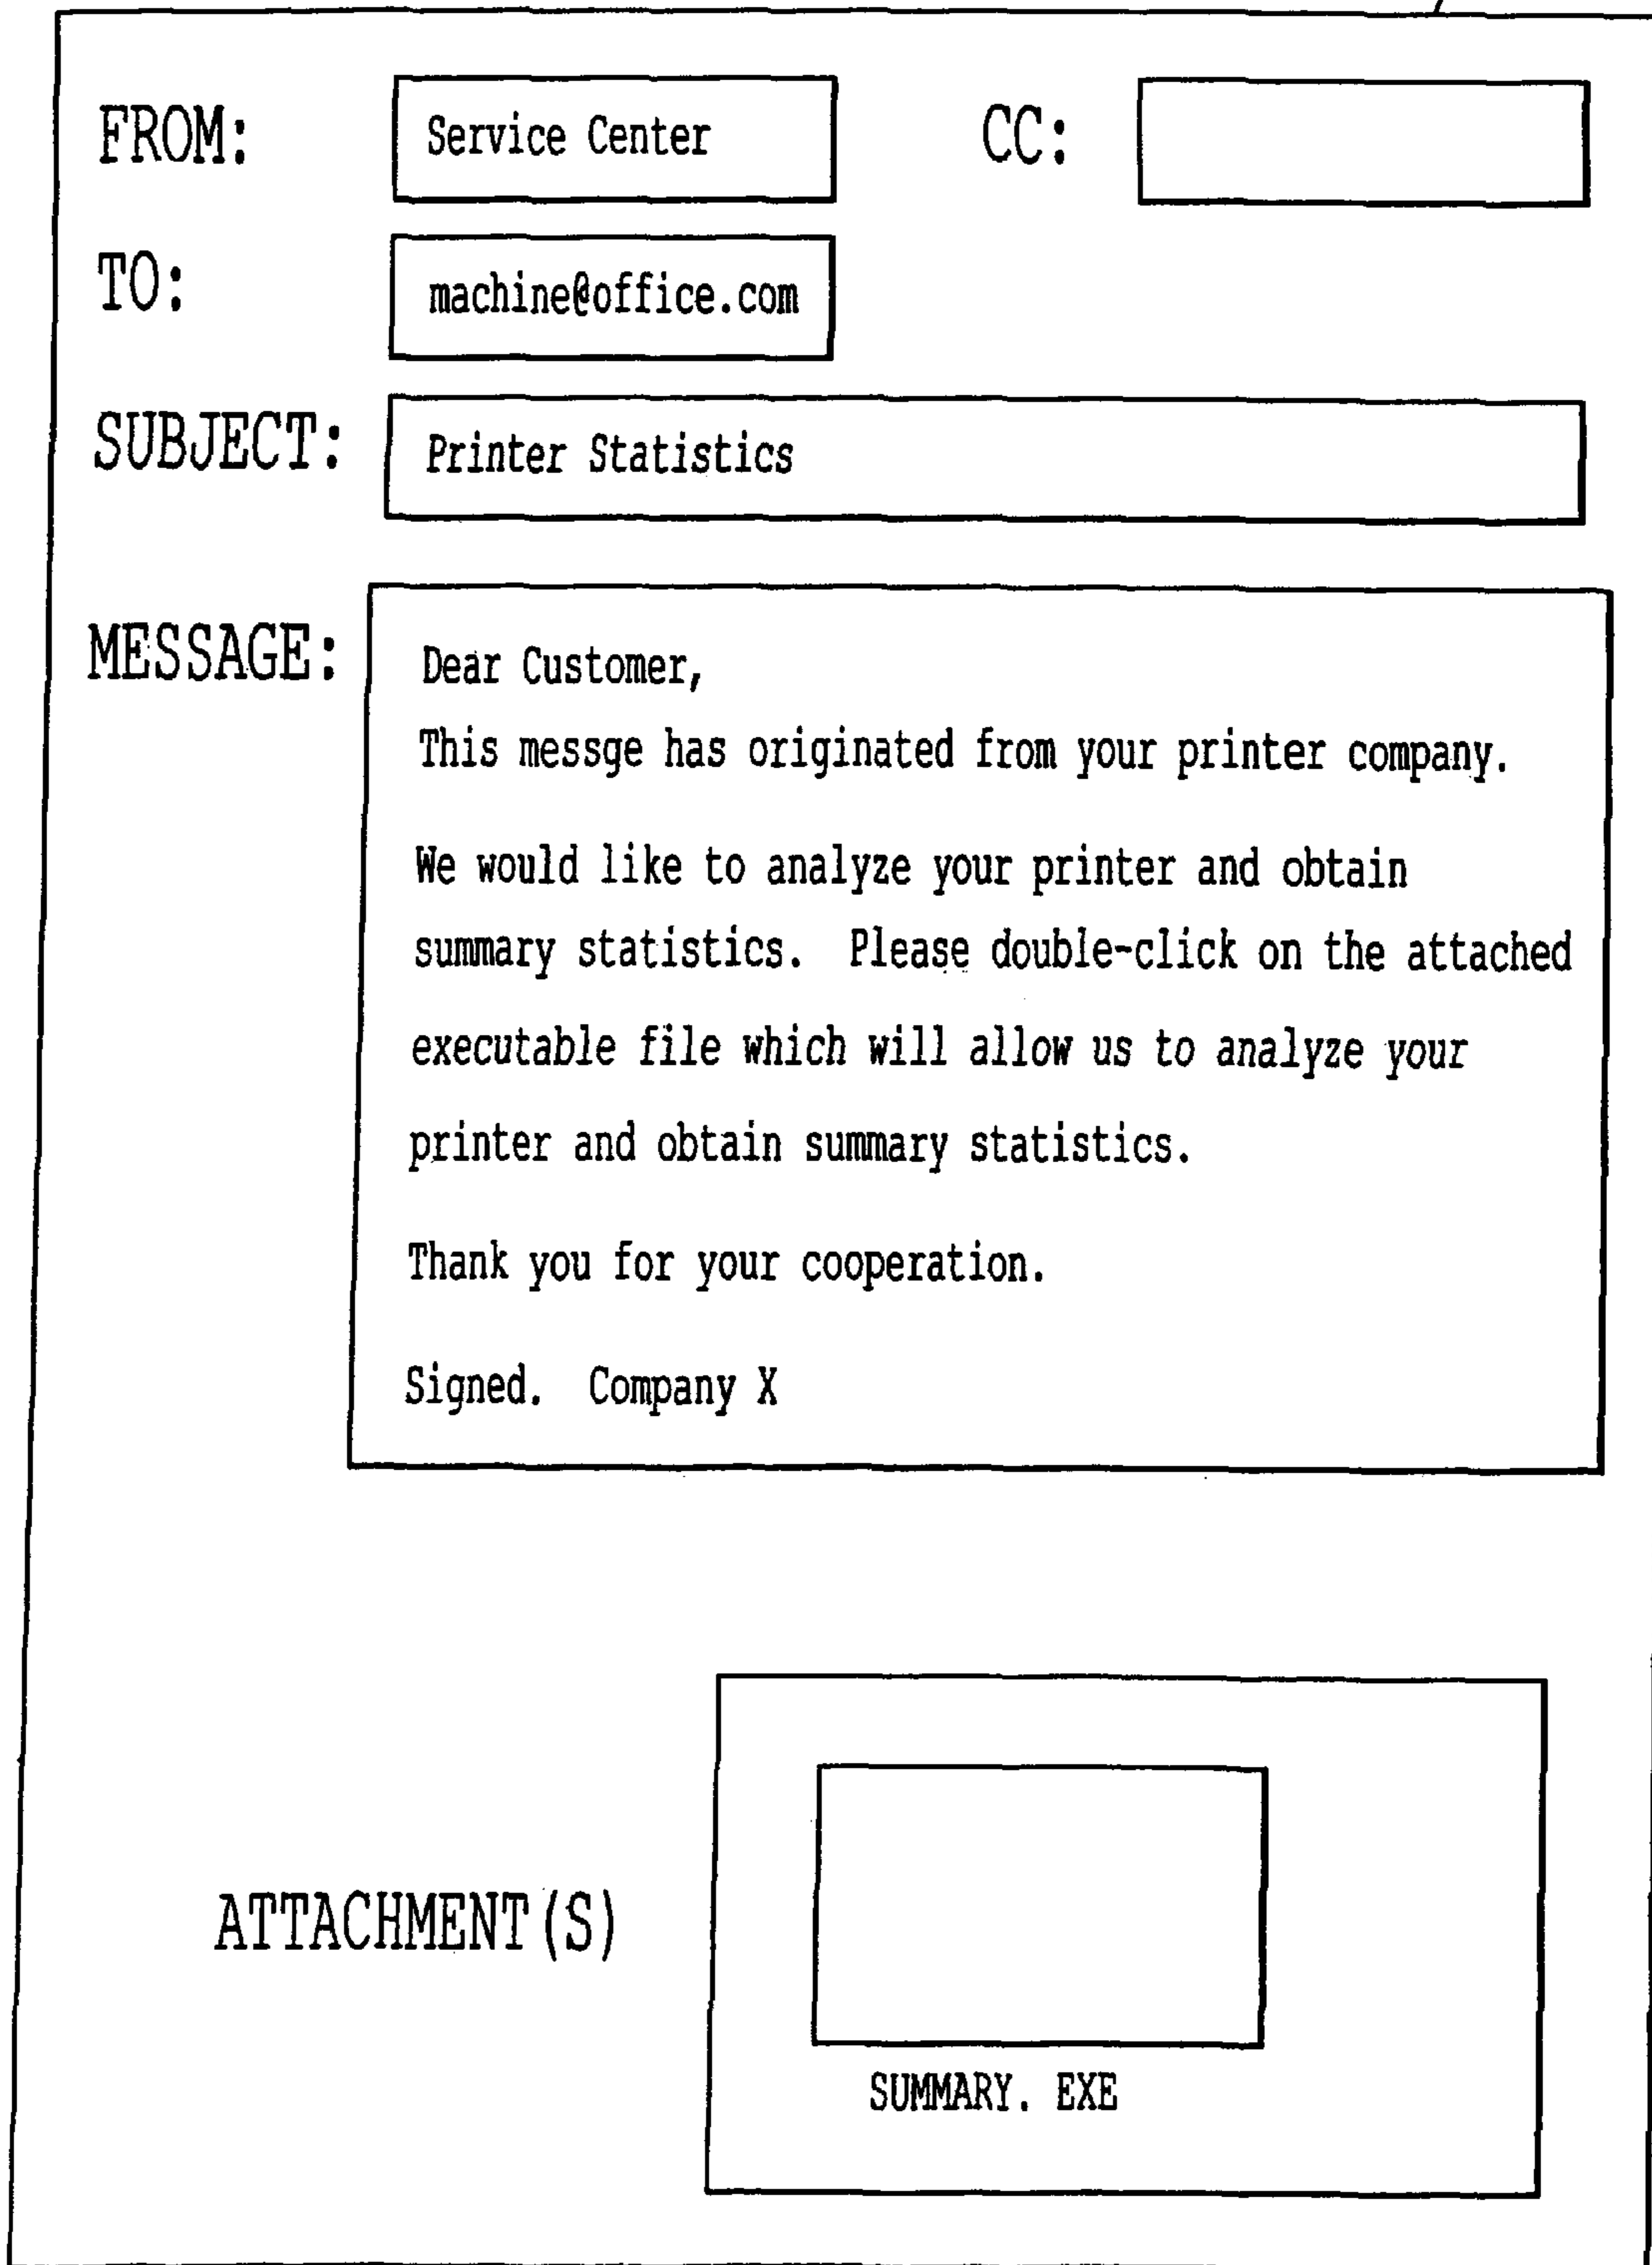 FROM: Service Center CC:
TO: machine@office.com
SUBJECT: Printer Statistics
MESSAGE: Dear Customer,
This messge has originated from your printer company.
We would like to analyze your printer and obtain
summary statistics.  Please double-click on the attached
executable file which will allow us to analyze your
printer and obtain summary statistics.
Thank you for your cooperation.
Signed.  Company X
ATTACHMENT(S)
SUMMARY. EXE